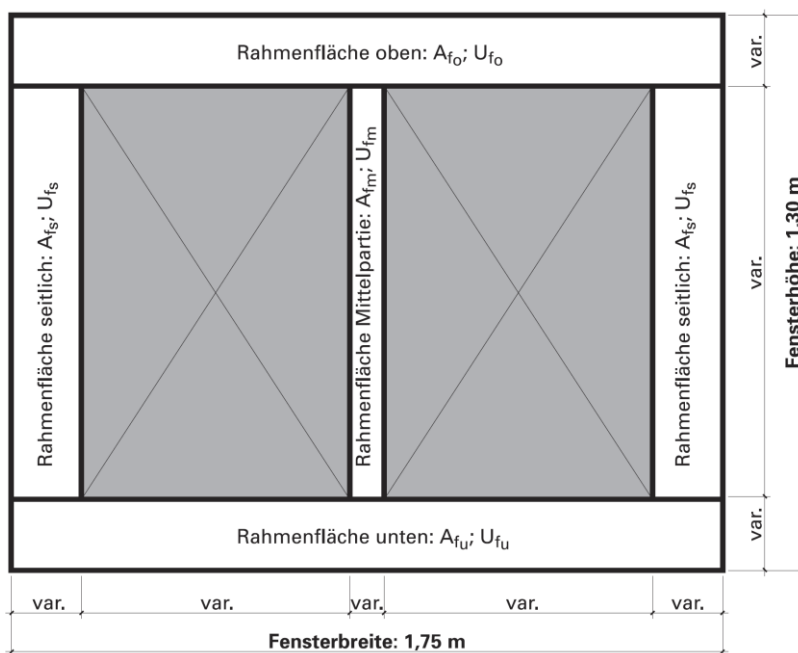 Rahmenfläche oben: Afo; Ufo
var.
Rahmenfläche seitlich: Afs; Ufs
Rahmenfläche Mittelpartie: Afm; Ufm
Rahmenfläche seitlich: Afs; Ufs
var.
Fensterhöhe: 1,30 m
Rahmenfläche unten: Afu; Ufu
var.
var.
var.
var.
var.
var.
Fensterbreite: 1,75 m